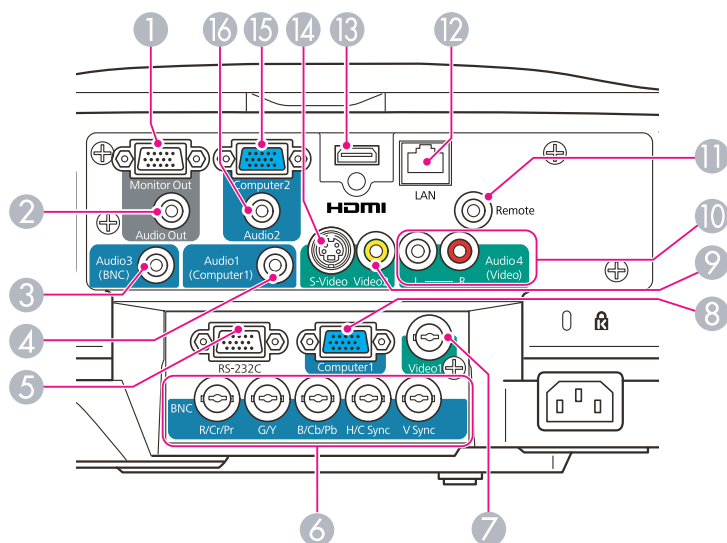 1
16
15
14
13
12
Monitor Out
Computer2
HDMI
LAN
11
2
Audio Out
Audio2
Remote
10
Audio3
(BNC)
Audio1
(Computer1)
S-Video
L
R
Audio4
(Video)
9
3
4
8
5
RS-232C
Computer1
Video1
K
BNC
R/Cr/Pr
G/Y
B/Cb/Pb
H/C Sync
V Sync
6
7